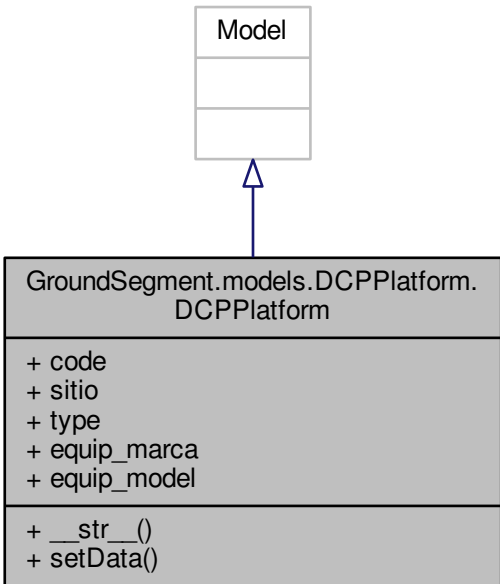 Model
GroundSegment.models.DCPPlatform.
DCPPlatform
+ code
+ sitio
+ type
+ equip_marca
+ equip_model
+ __str__()
+ setData()